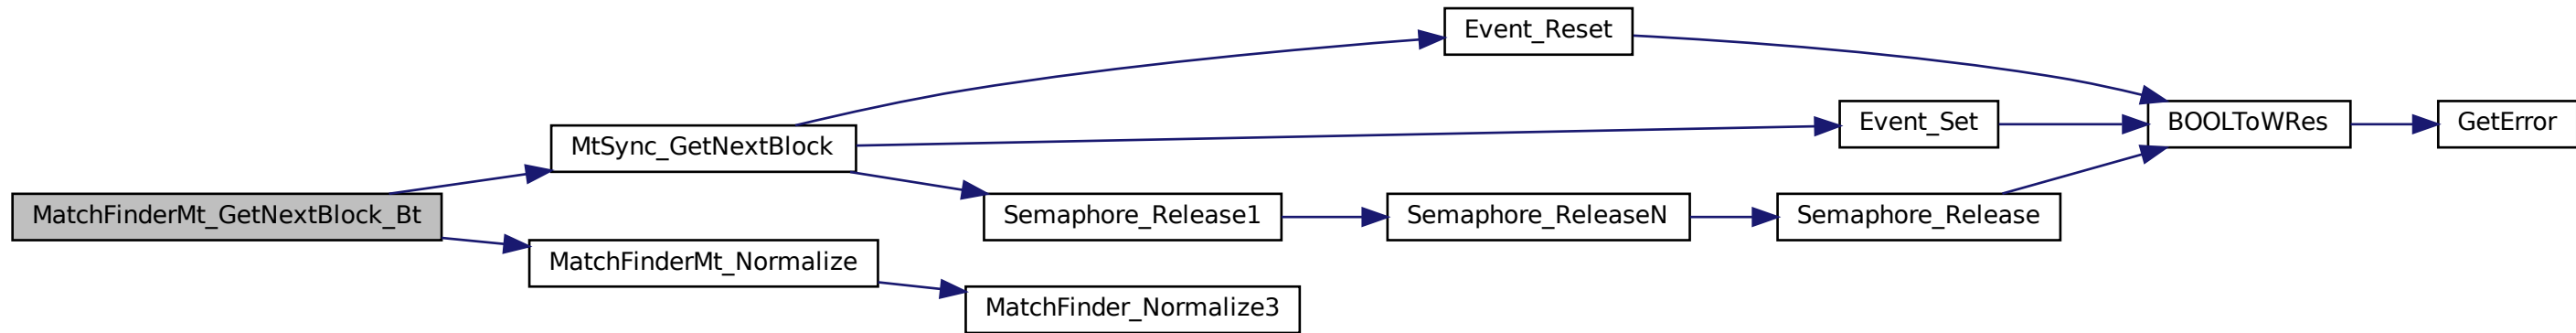 Event_Reset
Event_Set
BOOLToWRes
GetError
MtSync_GetNextBlock
MatchFinderMt_GetNextBlock_Bt
Semaphore_Release1
Semaphore_ReleaseN
Semaphore_Release
MatchFinderMt_Normalize
MatchFinder_Normalize3